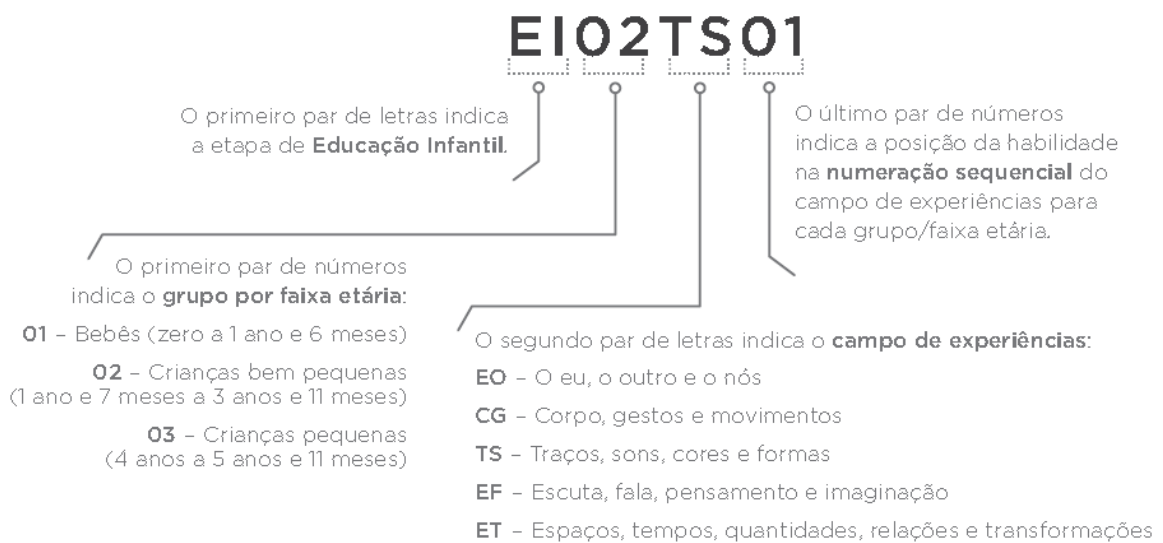 EI02TS01
O primeiro par de letras indica
a etapa de Educação Infantil.
O último par de números
indica a posição da habilidade
na numeração sequencial do
campo de experiências para
cada grupo/faixa etária.
O primeiro par de números
indica o grupo por faixa etária:
01 – Bebês (zero a 1 ano e 6 meses)
02 – Crianças bem pequenas
(1 ano e 7 meses a 3 anos e 11 meses)
03 – Crianças pequenas
(4 anos a 5 anos e 11 meses)
O segundo par de letras indica o campo de experiências:
EO – O eu, o outro e o nós
CG – Corpo, gestos e movimentos
TS – Traços, sons, cores e formas
EF – Escuta, fala, pensamento e imaginação
ET – Espaços, tempos, quantidades, relações e transformações